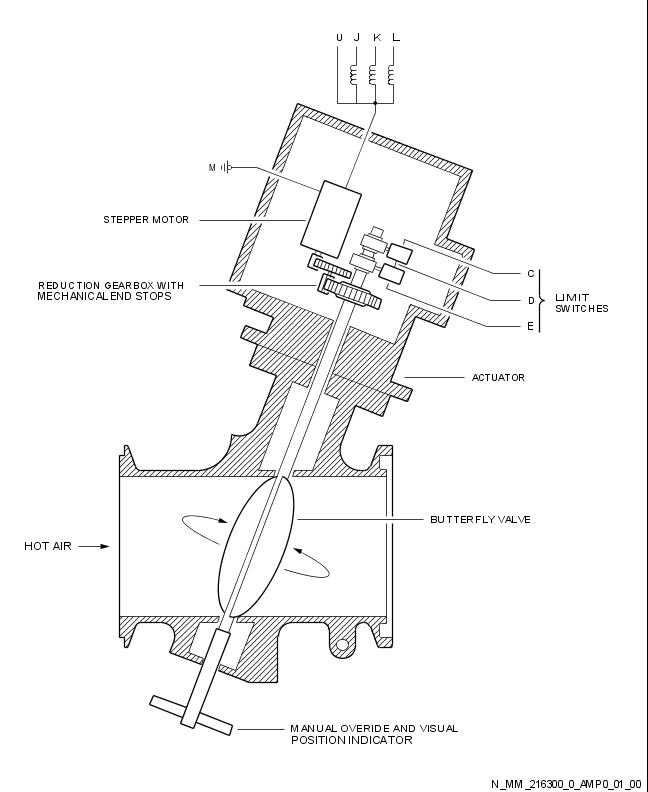 U J K L
M
STEPPER MOTOR
REDUCTION GEARBOX WITH
MECHANICAL END STOPS
C
D
E
LIMIT
SWITCHES
ACTUATOR
BUTTERFLY VALVE
HOT AIR
MANUAL OVERIDE AND VISUAL
POSITION INDICATOR
N_MM_216300_0_AMP0_01_00